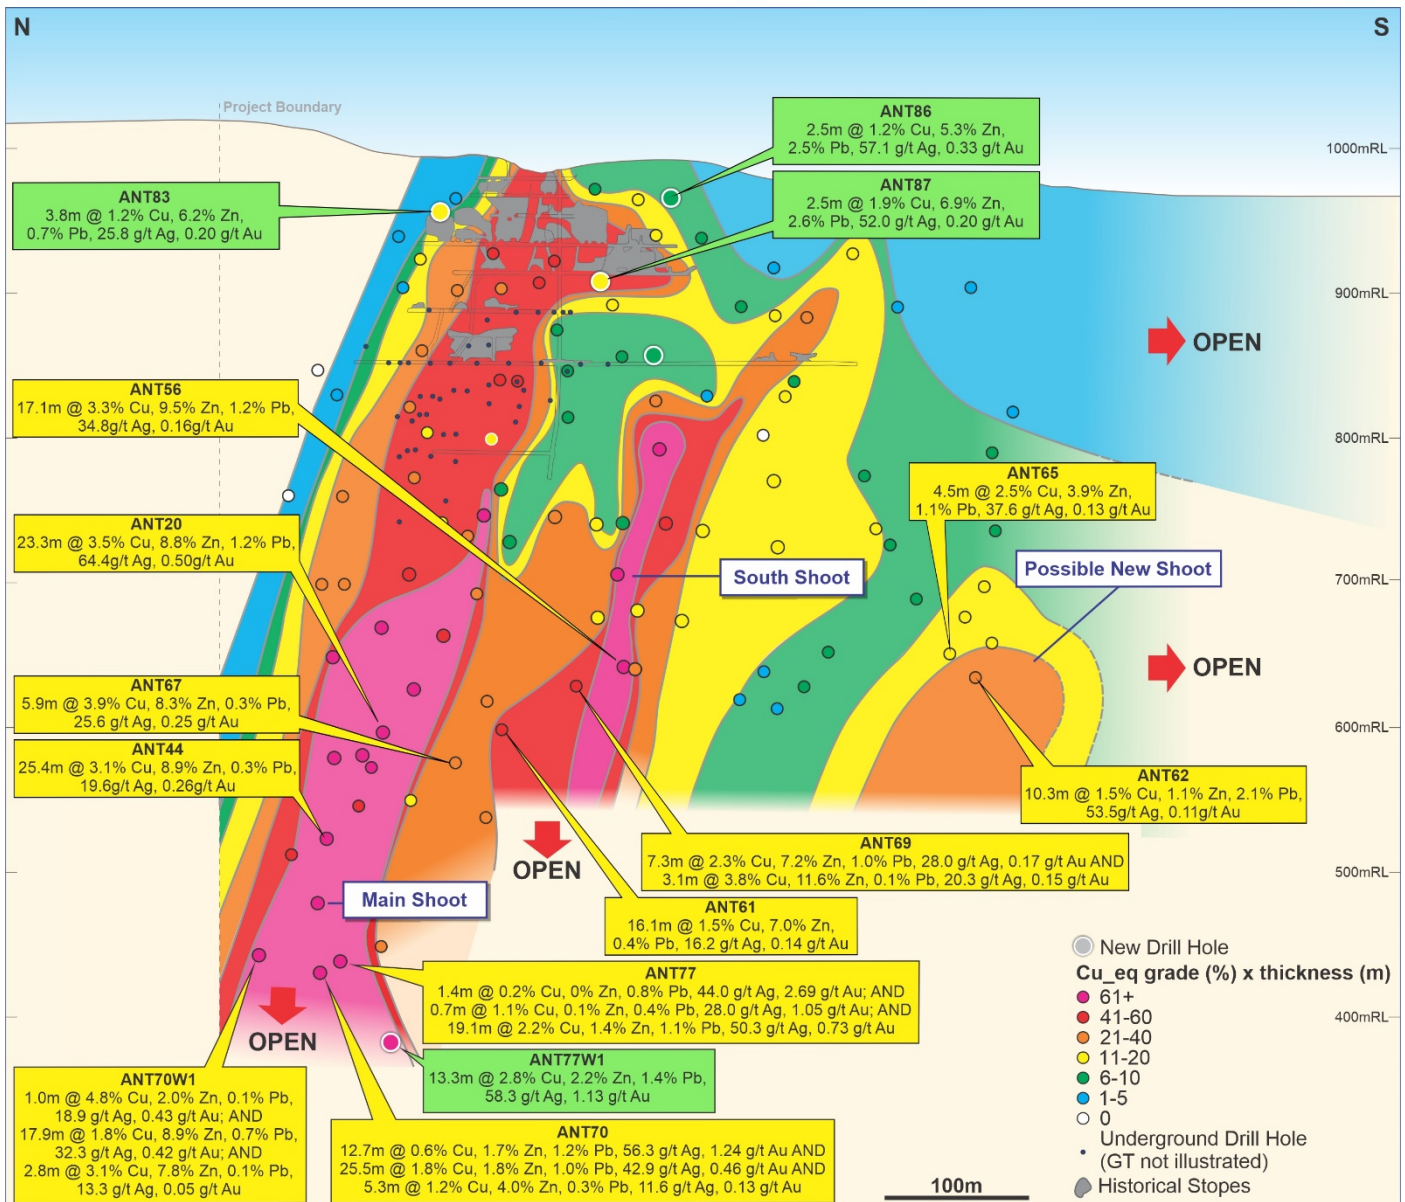 N
S
Project Boundary
ANT86
2.5m @ 1.2% Cu, 5.3% Zn,
2.5% Pb, 57.1 g/t Ag, 0.33 g/t Au
1000mRL
ANT83
3.8m @ 1.2% Cu, 6.2% Zn,
0.7% Pb, 25.8 g/t Ag, 0.20 g/t Au
ANT87
2.5m @ 1.9% Cu, 6.9% Zn,
2.6% Pb, 52.0 g/t Ag, 0.20 g/t Au
900mRL
OPEN
ANT56
17.1m @ 3.3% Cu, 9.5% Zn, 1.2% Pb,
34.8g/t Ag, 0.16g/t Au
800mRL
ANT65
4.5m @ 2.5% Cu, 3.9% Zn,
1.1% Pb, 37.6 g/t Ag, 0.13 g/t Au
ANT20
23.3m @ 3.5% Cu, 8.8% Zn, 1.2% Pb,
64.4g/t Ag, 0.50g/t Au
South Shoot
Possible New Shoot
700mRL
OPEN
ANT67
5.9m @ 3.9% Cu, 8.3% Zn, 0.3% Pb,
25.6 g/t Ag, 0.25 g/t Au
600mRL
ANT44
25.4m @ 3.1% Cu, 8.9% Zn, 0.3% Pb,
19.6g/t Ag, 0.26g/t Au
ANT62
10.3m @ 1.5% Cu, 1.1% Zn, 2.1% Pb,
53.5g/t Ag, 0.11g/t Au
OPEN
ANT69
7.3m @ 2.3% Cu, 7.2% Zn, 1.0% Pb, 28.0 g/t Ag, 0.17 g/t Au AND
3.1m @ 3.8% Cu, 11.6% Zn, 0.1% Pb, 20.3 g/t Ag, 0.15 g/t Au
500mRL
Main Shoot
ANT61
16.1m @ 1.5% Cu, 7.0% Zn,
0.4% Pb, 16.2 g/t Ag, 0.14 g/t Au
ANT77
1.4m @ 0.2% Cu, 0% Zn, 0.8% Pb, 44.0 g/t Ag, 2.69 g/t Au; AND
0.7m @ 1.1% Cu, 0.1% Zn, 0.4% Pb, 28.0 g/t Ag, 1.05 g/t Au; AND
19.1m @ 2.2% Cu, 1.4% Zn, 1.1% Pb, 50.3 g/t Ag, 0.73 g/t Au
400mRL
OPEN
ANT77W1
13.3m @ 2.8% Cu, 2.2% Zn, 1.4% Pb,
58.3 g/t Ag, 1.13 g/t Au
ANT70W1
1.0m @ 4.8% Cu, 2.0% Zn, 0.1% Pb,
18.9 g/t Ag, 0.43 g/t Au; AND
17.9m @ 1.8% Cu, 8.9% Zn, 0.7% Pb,
32.3 g/t Ag, 0.42 g/t Au; AND
2.8m @ 3.1% Cu, 7.8% Zn, 0.1% Pb,
13.3 g/t Ag, 0.05 g/t Au
ANT70
12.7m @ 0.6% Cu, 1.7% Zn, 1.2% Pb, 56.3 g/t Ag, 1.24 g/t Au AND
25.5m @ 1.8% Cu, 1.8% Zn, 1.0% Pb, 42.9 g/t Ag, 0.46 g/t Au AND
5.3m @ 1.2% Cu, 4.0% Zn, 0.3% Pb, 11.6 g/t Ag, 0.13 g/t Au
New Drill Hole
Cu_eq grade (%) x thickness (m)
61+
41-60
21-40
11-20
6-10
1-5
0
Underground Drill Hole
(GT not illustrated)
Historical Stopes
100m